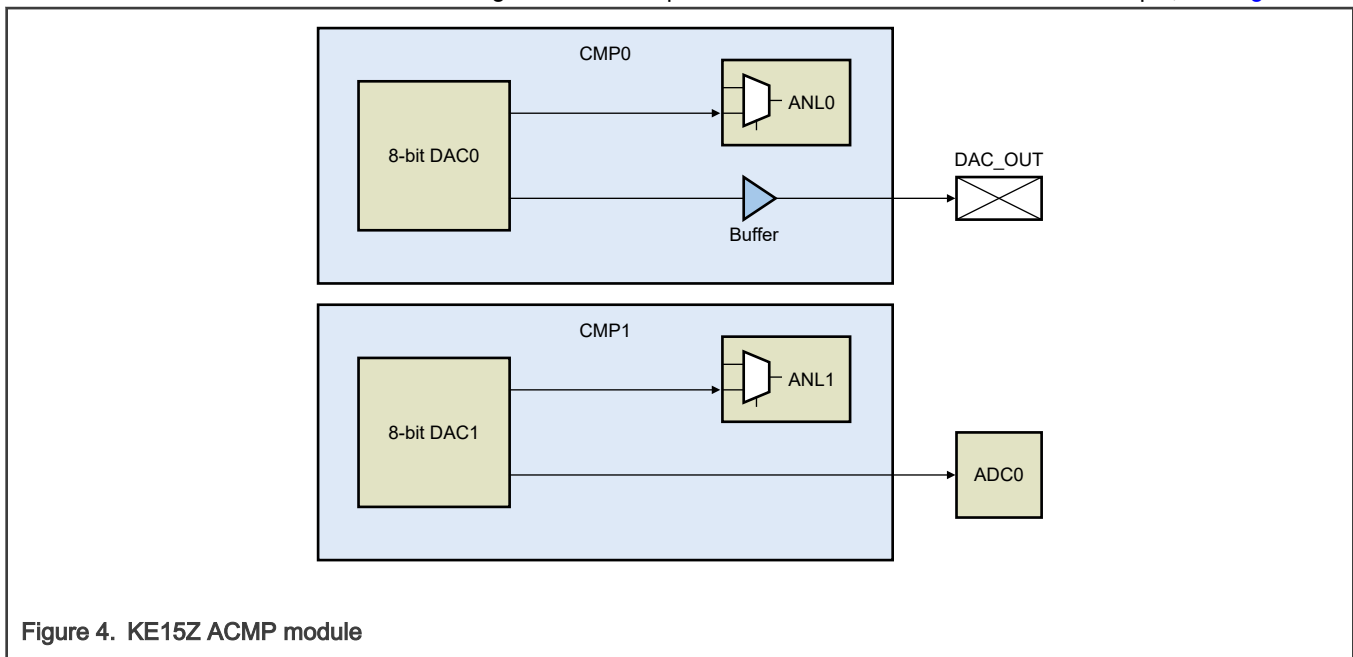 CMP0
8-bit DAC0
ANL0
DAC_OUT
Buffer
CMP1
8-bit DAC1
ANL1
ADC0
Figure 4. KE15Z ACMP module